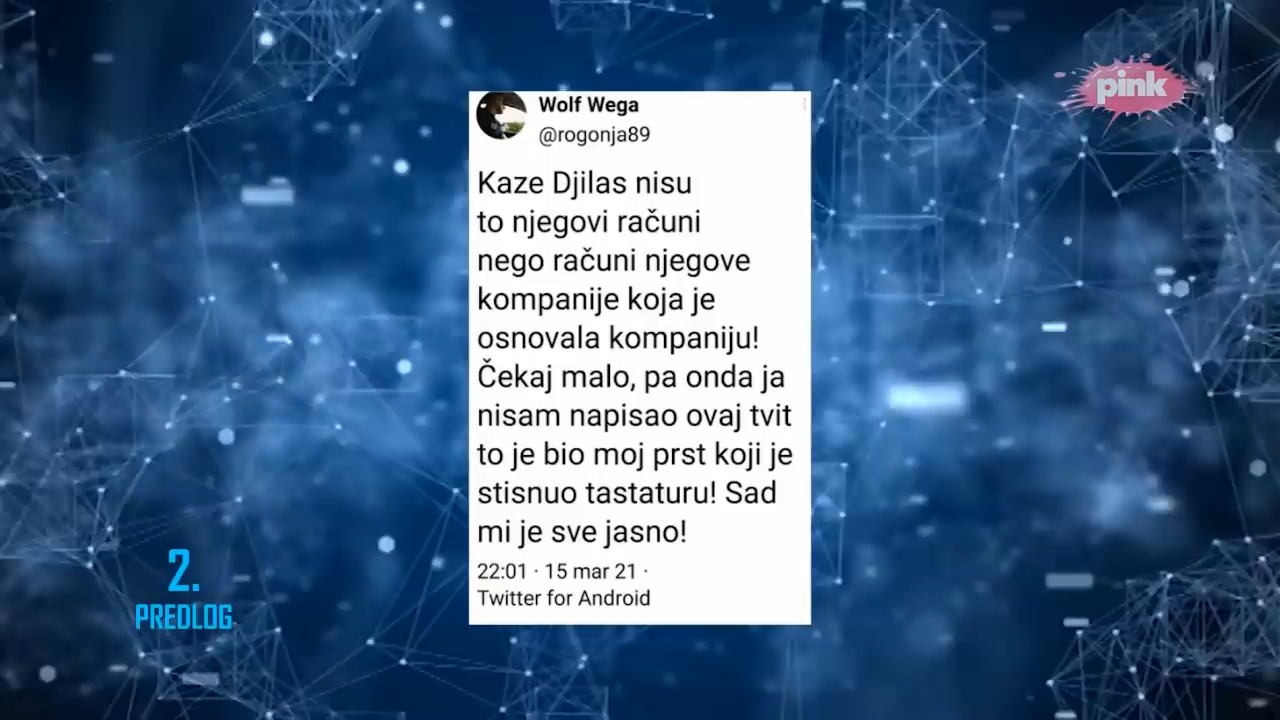 pink
Wolf Wega
@rogonja89
Kaze Djilas nisu
to njegovi računi
nego računi njegove
kompanije koja je
osnovala kompaniju!
Čekaj malo, pa onda ja
nisam napisao ovaj tvit
to je bio moj prst koji je
stisnuo tastaturu! Sad
mi je sve jasno!
22:01 · 15 mar 21 ·
Twitter for Android
2.
PREDLOG